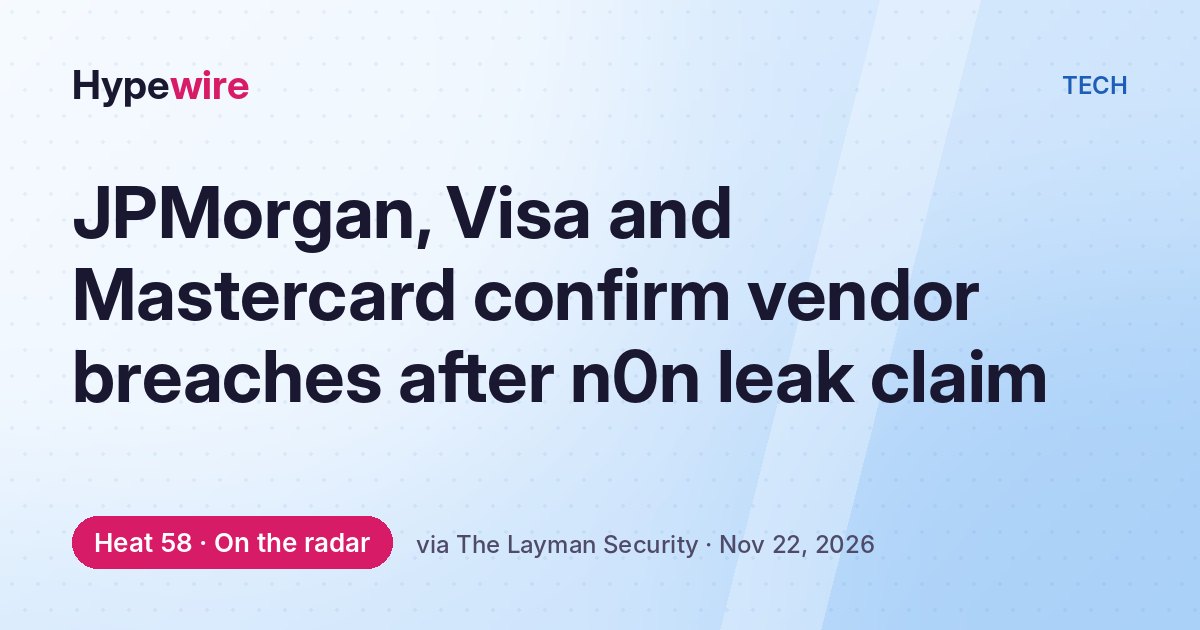 Hypewire
TECH
JPMorgan, Visa and
Mastercard confirm vendor
breaches after n0n leak claim
Heat 58 · On the radar
via The Layman Security · Nov 22, 2026